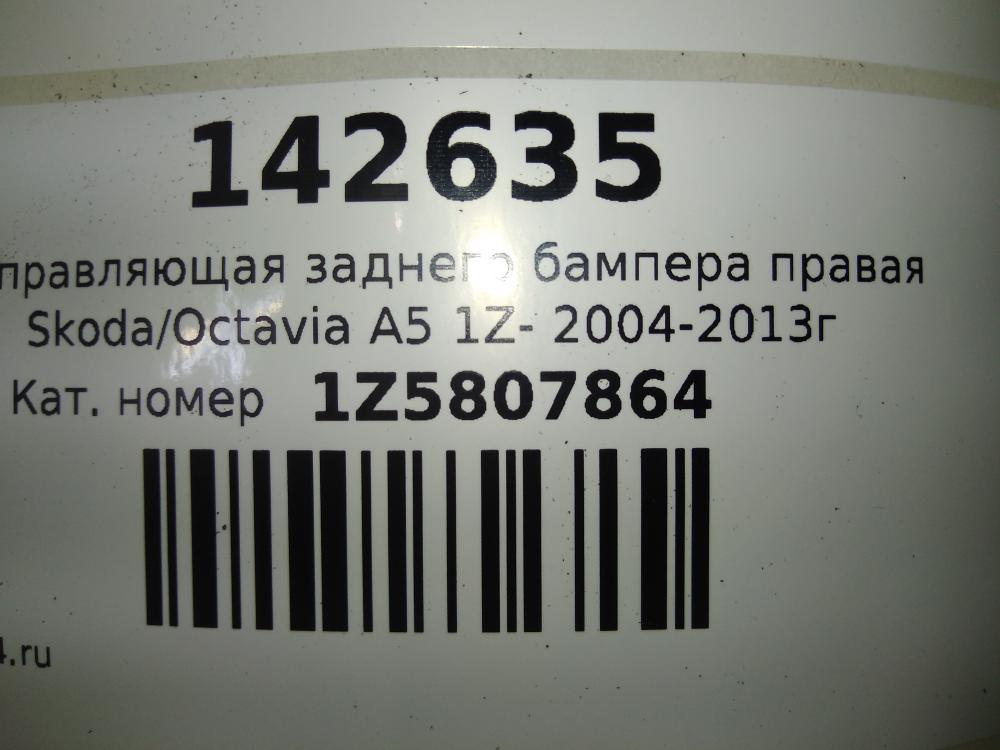 142635
правляющая заднего бампера правая
Skoda/Octavia A5 1Z- 2004-2013г
Кат. номер 1Z5807864
4.ru